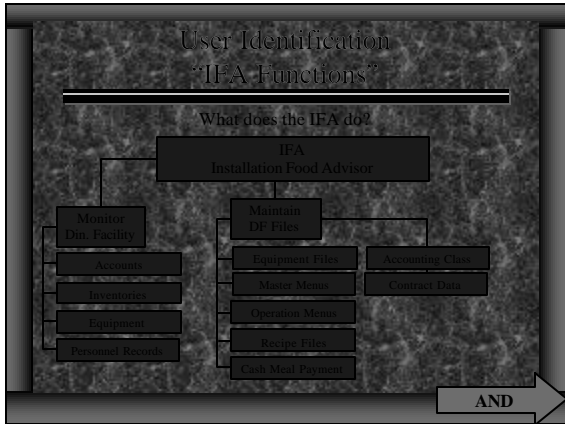 User Identification
“IFA Functions”
What does the IFA do?
IFA
Installation Food Advisor
Monitor
Din. Facility
Accounts
Inventories
Equipment
Personnel Records
Maintain
DF Files
Equipment Files
Master Menus
Operation Menus
Recipe Files
Cash Meal Payment
Accounting Class
Contract Data
AND